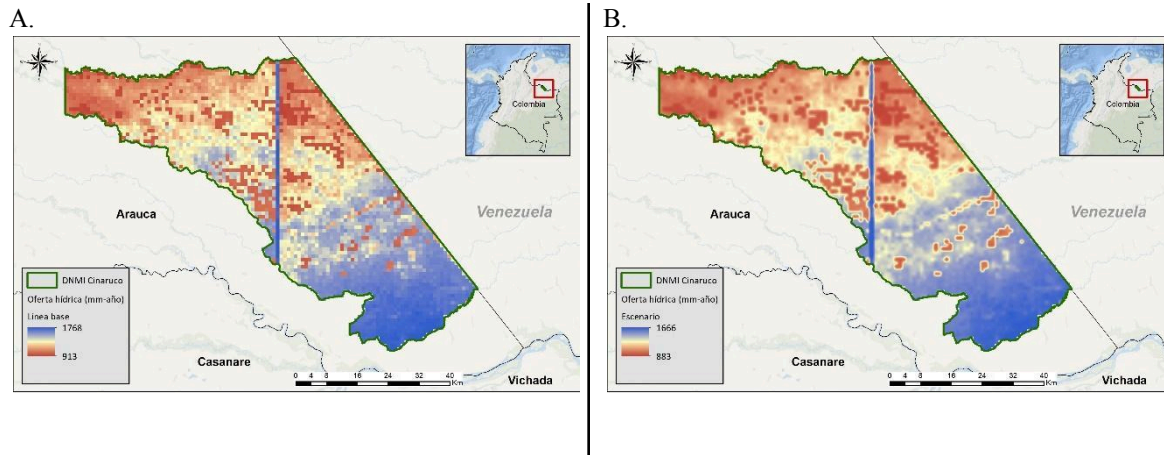 A.
Colombia
Arauca
Venezuela
DNMI Cinaruco
Oferta hídrica (mm-año)
Linea base
1768
913
Casanare
0 4 8 16 24 32 40
Km
Vichada
B.
Colombia
Arauca
Venezuela
DNMI Cinaruco
Oferta hídrica (mm-año)
Escenario
1666
883
Casanare
0 4 8 16 24 32 40
Km
Vichada